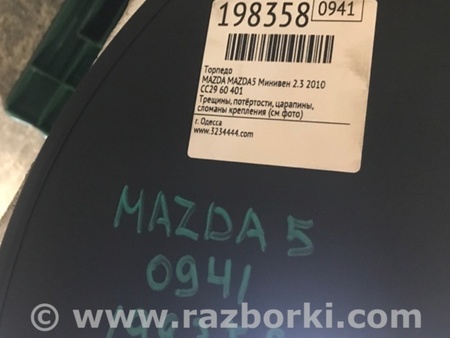 198358 0941
Торпедо
MAZDA MAZDA5 Минивен 2.3 2010
CC29 60 401
Трещины, потёртости, царапины,
сломаны крепления (см фото)
г. Одесса
www.3234444.com
MAZDA 5
0941
© www.razborki.com